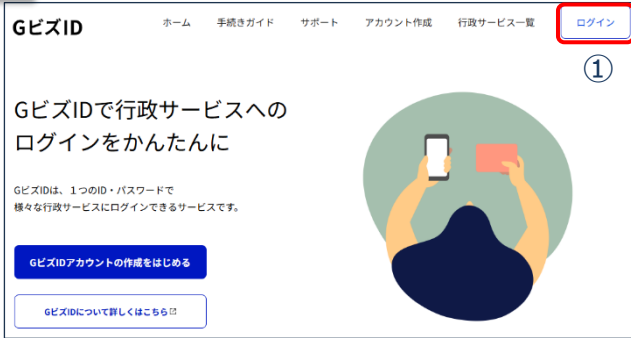 GビズID
ホーム 手続きガイド サポート アカウント作成 行政サービス一覧 ログイン
①
GビズIDで行政サービスへの
ログインをかんたんに
GビズIDは、１つのID・パスワードで
様々な行政サービスにログインできるサービスです。
GビズIDアカウントの作成をはじめる
GビズIDについて詳しくはこちら